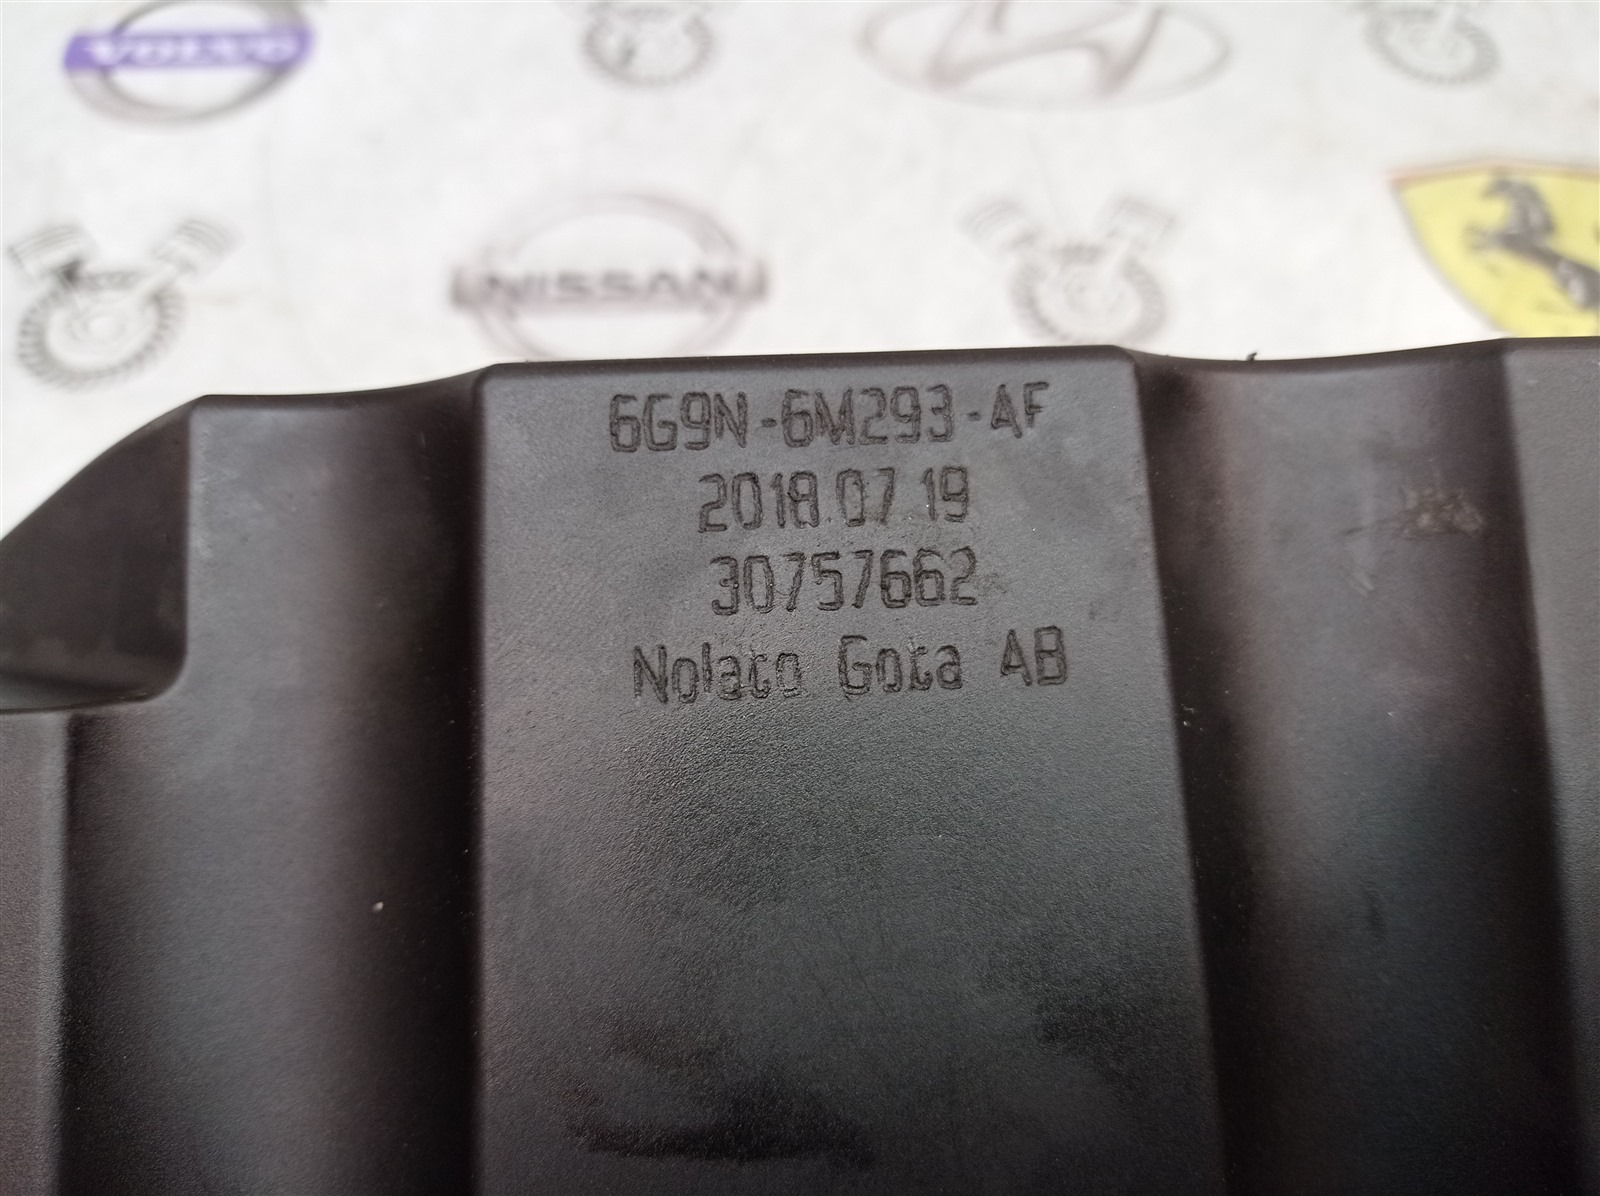 VOLVO
NISSAN
6G9N-6M293-AF
2018.07.19
30757662
Nolato Gota AB